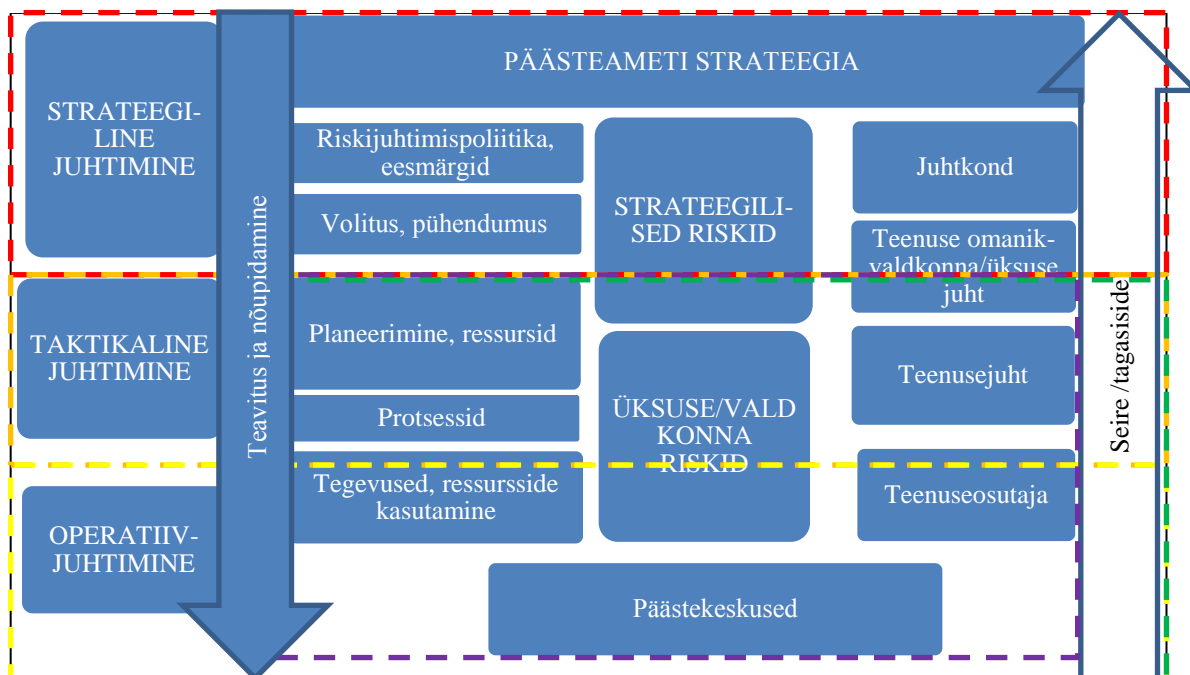 PÄÄSTEAMETI STRATEEGIA
STRATEEGI-
LINE
JUHTIMINE
Riskijuhtimispoliitika,
eesmärgid
Volitus, pühendumus
STRATEEGILI-
SED RISKID
Juhtkond
Teenuse omanik-
valdkonna/üksuse
juht
TAKTIKALINE
JUHTIMINE
Planeerimine, ressursid
Protsessid
ÜKSUSE/VALD
KONNA
RISKID
Teenusejuht
OPERATIIV-
JUHTIMINE
Tegevused, ressursside
kasutamine
Teenuseosutaja
Päästekeskused
Teavitus ja nõupidamine
Seire /tagasiside